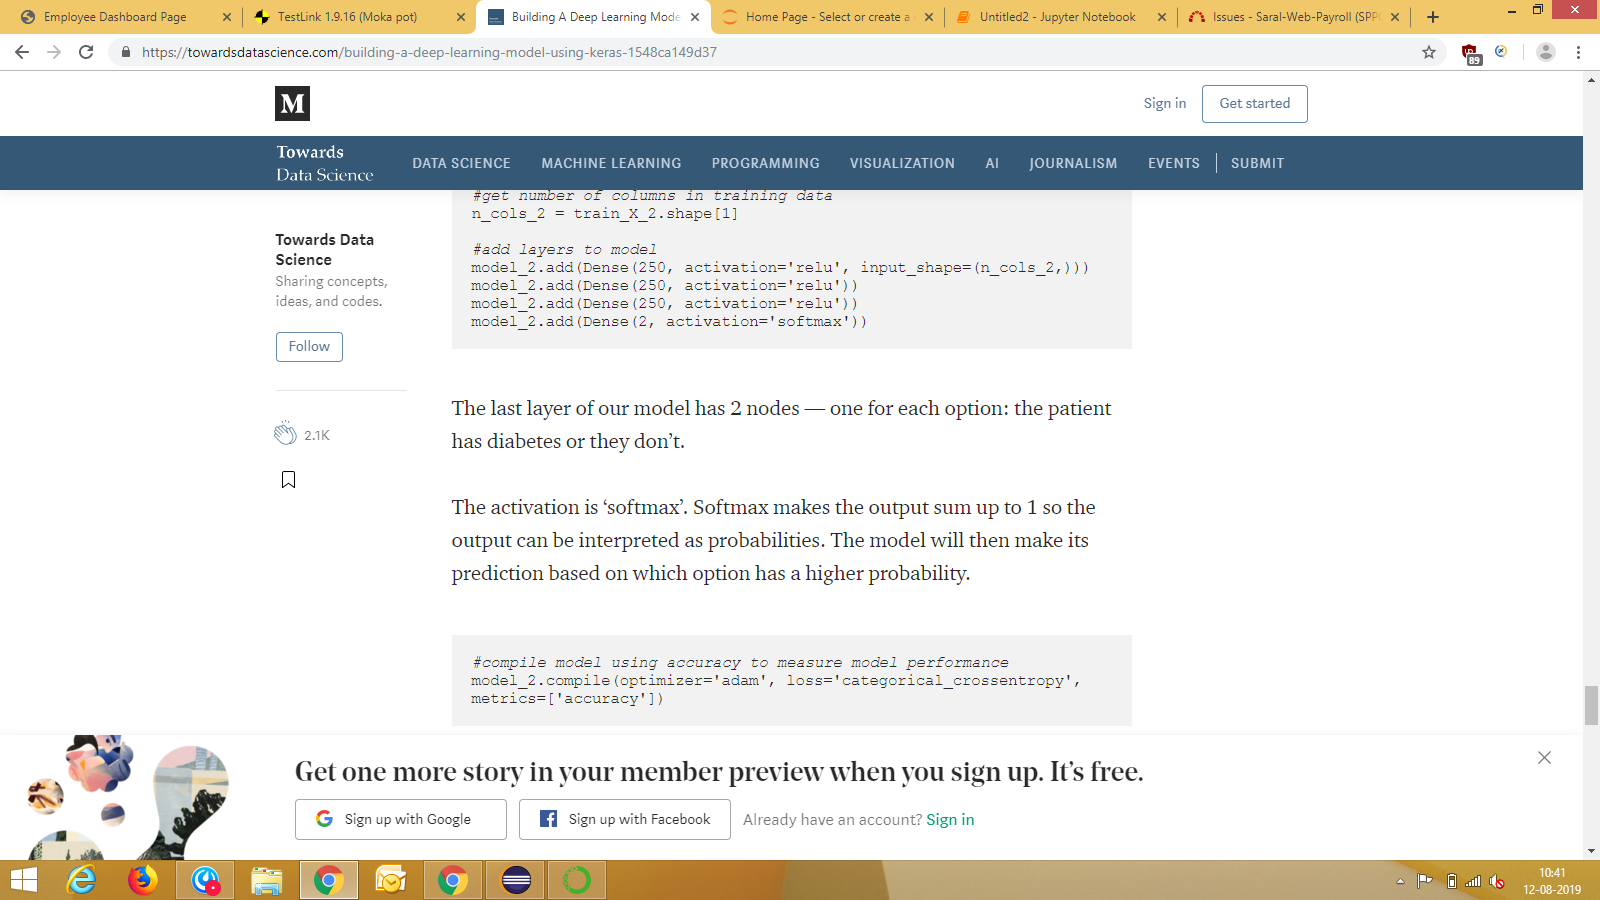 Employee Dashboard Page
TestLink 1.9.16 (Moka pot)
Building A Deep Learning Mode
Home Page - Select or create a
Untitled2 - Jupyter Notebook
Issues - Saral-Web-Payroll (SPP
https://towardsdatascience.com/building-a-deep-learning-model-using-keras-1548ca149d37
89
M
Sign in
Get started
Towards
Data Science
DATA SCIENCE
MACHINE LEARNING
PROGRAMMING
VISUALIZATION
AI
JOURNALISM
EVENTS
SUBMIT
#get number of columns in training data
n_cols_2 = train_X_2.shape[1]
#add layers to model
model_2.add(Dense(250, activation='relu', input_shape=(n_cols_2,)))
model_2.add(Dense(250, activation='relu'))
model_2.add(Dense(250, activation='relu'))
model_2.add(Dense(2, activation='softmax'))
Towards Data
Science
Sharing concepts,
ideas, and codes.
Follow
2.1K
The last layer of our model has 2 nodes — one for each option: the patient
has diabetes or they don’t.
The activation is ‘softmax’. Softmax makes the output sum up to 1 so the
output can be interpreted as probabilities. The model will then make its
prediction based on which option has a higher probability.
#compile model using accuracy to measure model performance
model_2.compile(optimizer='adam', loss='categorical_crossentropy',
metrics=['accuracy'])
Get one more story in your member preview when you sign up. It’s free.
Sign up with Google
Sign up with Facebook
Already have an account? Sign in
10:41
12-08-2019